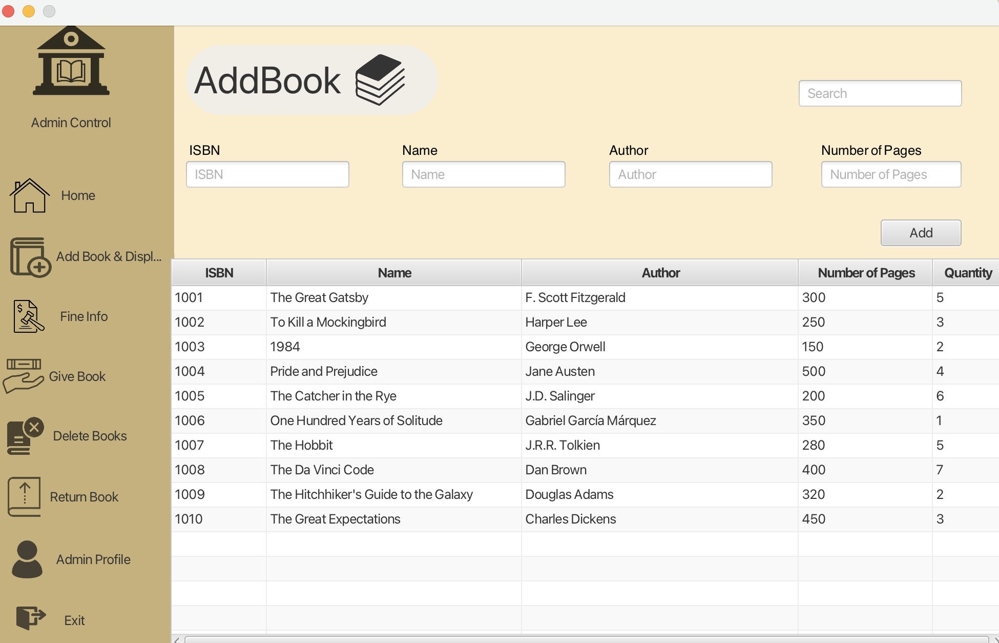 Admin Control
Home
Add Book & Displ...
Fine Info
Give Book
Delete Books
Return Book
Admin Profile
Exit
AddBook
Search
ISBN Name Author Number of Pages
ISBN Name Author Number of Pages
Add
ISBN Name Author Number of Pages Quantity
1001 The Great Gatsby F. Scott Fitzgerald 300 5
1002 To Kill a Mockingbird Harper Lee 250 3
1003 1984 George Orwell 150 2
1004 Pride and Prejudice Jane Austen 500 4
1005 The Catcher in the Rye J.D. Salinger 200 6
1006 One Hundred Years of Solitude Gabriel García Márquez 350 1
1007 The Hobbit J.R.R. Tolkien 280 5
1008 The Da Vinci Code Dan Brown 400 7
1009 The Hitchhiker's Guide to the Galaxy Douglas Adams 320 2
1010 The Great Expectations Charles Dickens 450 3